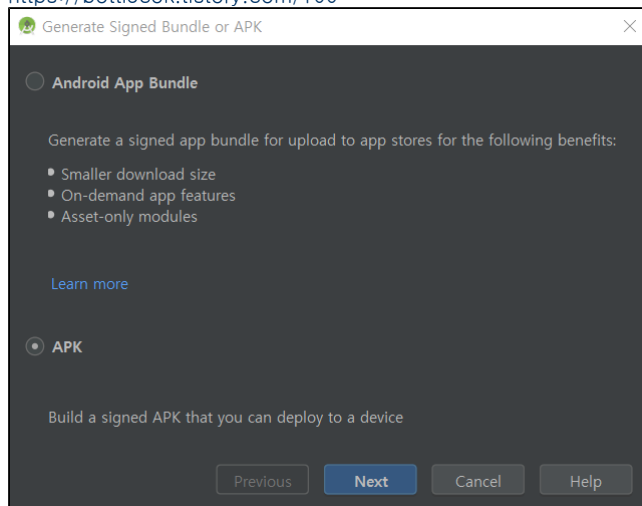 Generate Signed Bundle or APK
Android App Bundle
Generate a signed app bundle for upload to app stores for the following benefits:
Smaller download size
On-demand app features
Asset-only modules
Learn more
APK
Build a signed APK that you can deploy to a device
Previous Next Cancel Help